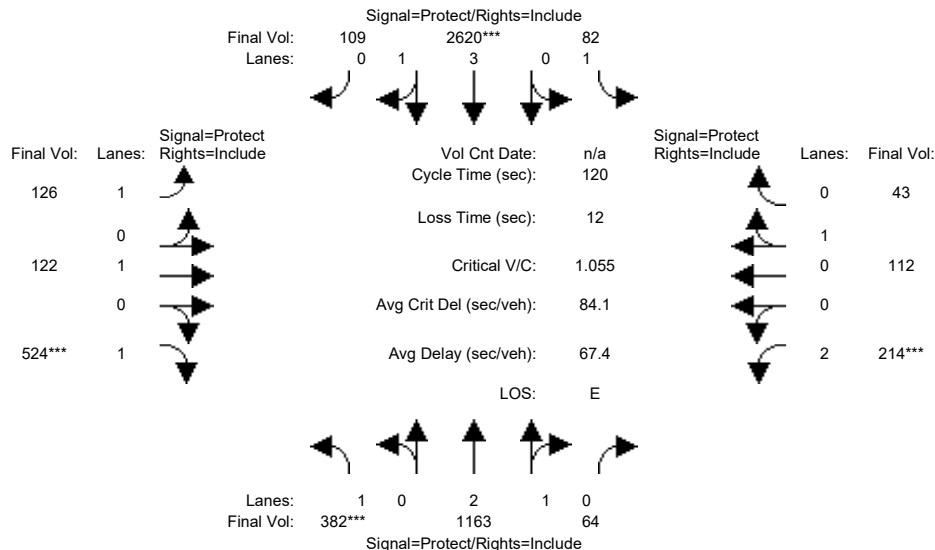 Signal=Protect/Rights=Include
Final Vol: 109 2620*** 82
Lanes: 0 1 3 0 1
Signal=Protect Signal=Protect
Final Vol: Lanes: Rights=Include Vol Cnt Date: n/a Rights=Include Lanes: Final Vol:
Cycle Time (sec): 120
126 1 0 43
Loss Time (sec): 12
0 1
122 1 Critical V/C: 1.055 0 112
0 Avg Crit Del (sec/veh): 84.1 0
524*** 1 Avg Delay (sec/veh): 67.4 2 214***
LOS: E
Lanes: 1 0 2 1 0
Final Vol: 382*** 1163 64
Signal=Protect/Rights=Include